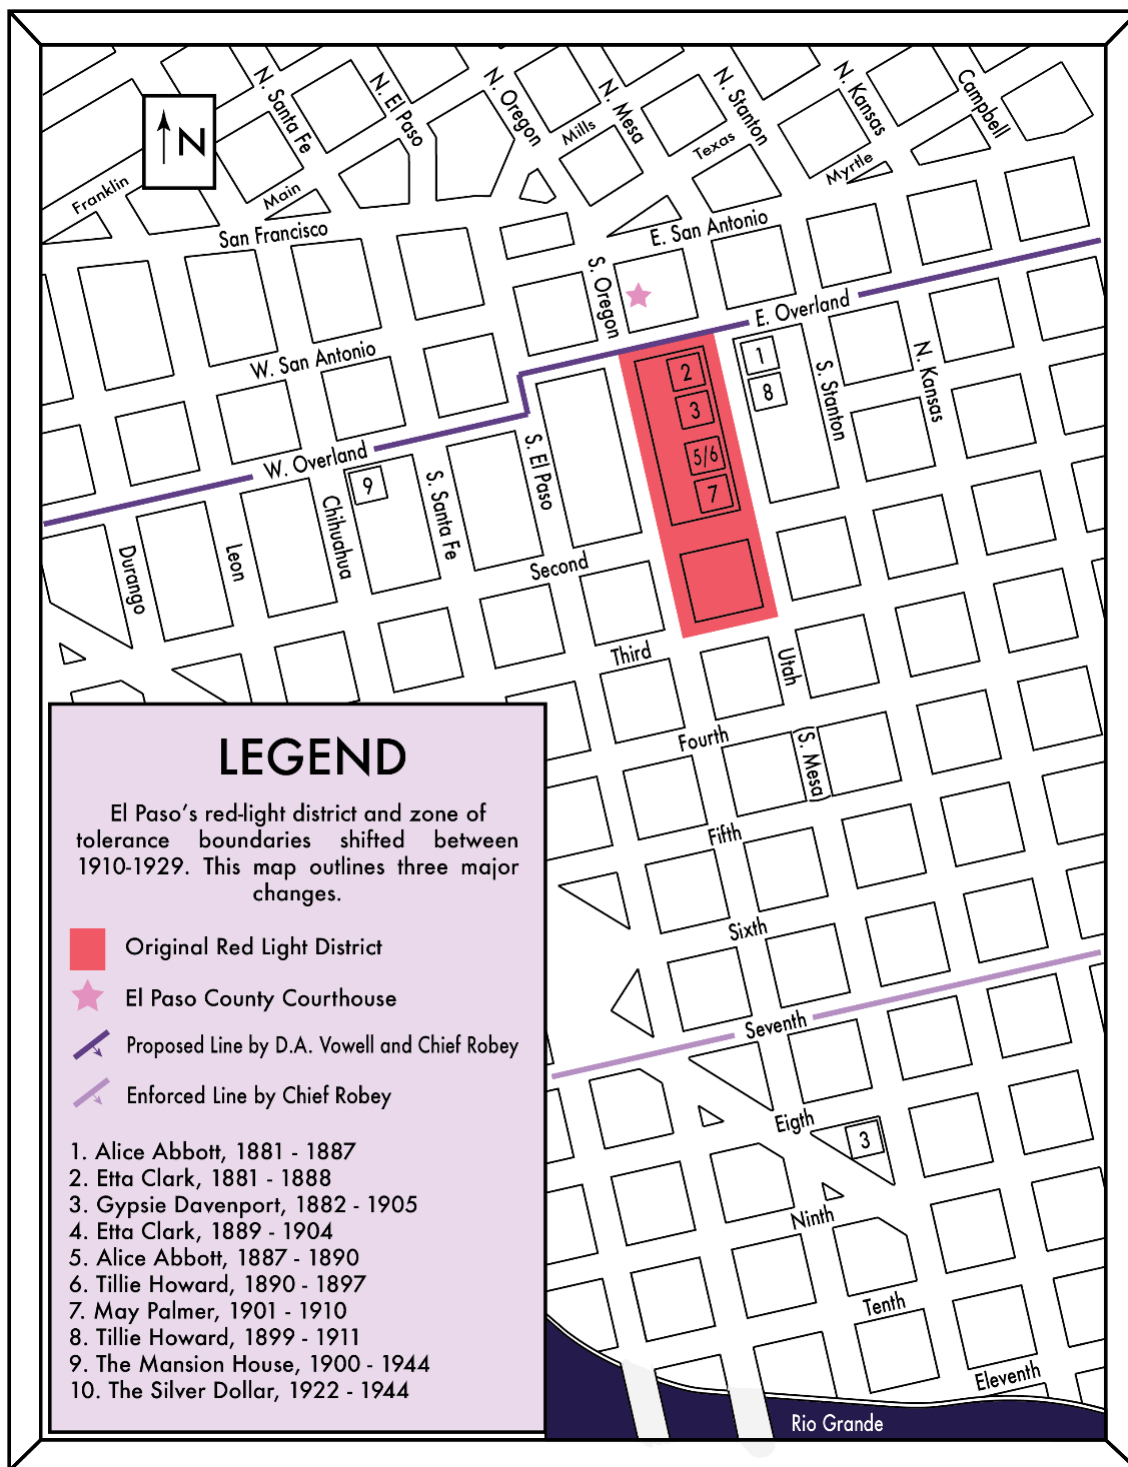 N. Santa Fe
N. El Paso
N. Oregon
N. Mesa
N. Stanton
N. Kansas
Campbell
N
Mills
Texas
Myrtle
Franklin
Main
San Francisco
E. San Antonio
S. Oregon
E. Overland
W. San Antonio
1
2
8
3
S. Stanton
N. Kansas
W. Overland
9
S. El Paso
5/6
7
Chihuahua
S. Santa Fe
Durango
Leon
Second
Third
Utah
(S. Mesa)
Fourth
Fifth
Sixth
Seventh
Eigth
3
Ninth
Tenth
Eleventh
Rio Grande
LEGEND
El Paso's red-light district and zone of
tolerance boundaries shifted between
1910-1929. This map outlines three major
changes.
Original Red Light District
El Paso County Courthouse
Proposed Line by D.A. Vowell and Chief Robey
Enforced Line by Chief Robey
1. Alice Abbott, 1881 - 1887
2. Etta Clark, 1881 - 1888
3. Gypsie Davenport, 1882 - 1905
4. Etta Clark, 1889 - 1904
5. Alice Abbott, 1887 - 1890
6. Tillie Howard, 1890 - 1897
7. May Palmer, 1901 - 1910
8. Tillie Howard, 1899 - 1911
9. The Mansion House, 1900 - 1944
10. The Silver Dollar, 1922 - 1944